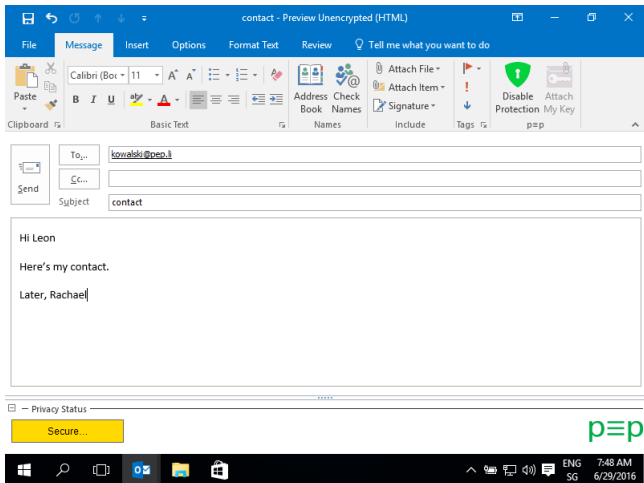 contact - Preview Unencrypted (HTML)
File Message Insert Options Format Text Review Tell me what you want to do
Paste
Clipboard
Calibri (Boc 11 A A
B I U aby A
Basic Text
Address Book
Check Names
Names
Attach File
Attach Item
Signature
Include
Tags
Disable Protection
Attach My Key
p≡p
Send
To...
kowalski@pep.li
Cc...
Subject
contact
Hi Leon
Here's my contact.
Later, Rachael
Privacy Status
Secure...
p≡p
ENG
SG
7:48 AM
6/29/2016